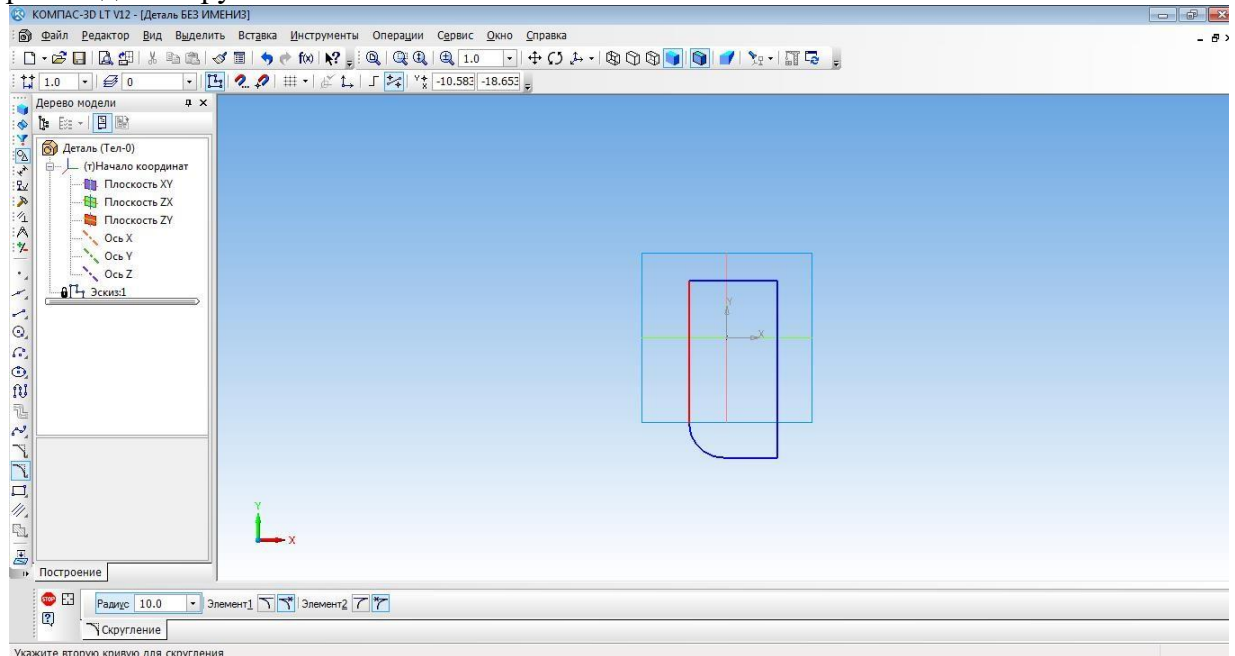 КОМПАС-3D LT V12 - [Деталь БЕЗ ИМЕНИ3]
Файл Редактор Вид Выделить Вставка Инструменты Операции Сервис Окно Справка
1.0
1.0 0 -10.583 -18.653
Дерево модели
Деталь (Тел-0)
(т)Начало координат
Плоскость XY
Плоскость ZX
Плоскость ZY
Ось X
Ось Y
Ось Z
Эскиз:1
Y
X
Y
X
Построение
Радиус 10.0 Элемент1 Элемент2
Скругление
Укажите вторую кривую для скругления